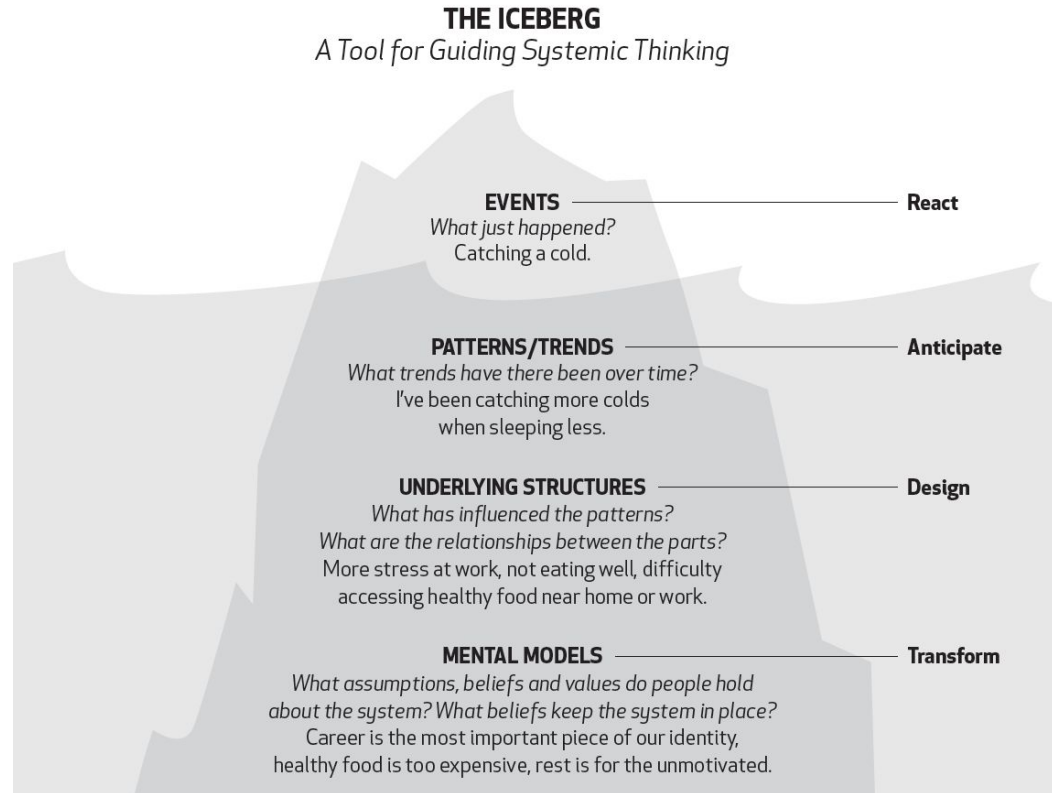 THE ICEBERG
A Tool for Guiding Systemic Thinking
EVENTS
React
What just happened?
Catching a cold.
PATTERNS/TRENDS
Anticipate
What trends have there been over time?
I've been catching more colds
when sleeping less.
UNDERLYING STRUCTURES
Design
What has influenced the patterns?
What are the relationships between the parts?
More stress at work, not eating well, difficulty
accessing healthy food near home or work.
MENTAL MODELS
Transform
What assumptions, beliefs and values do people hold
about the system? What beliefs keep the system in place?
Career is the most important piece of our identity,
healthy food is too expensive, rest is for the unmotivated.